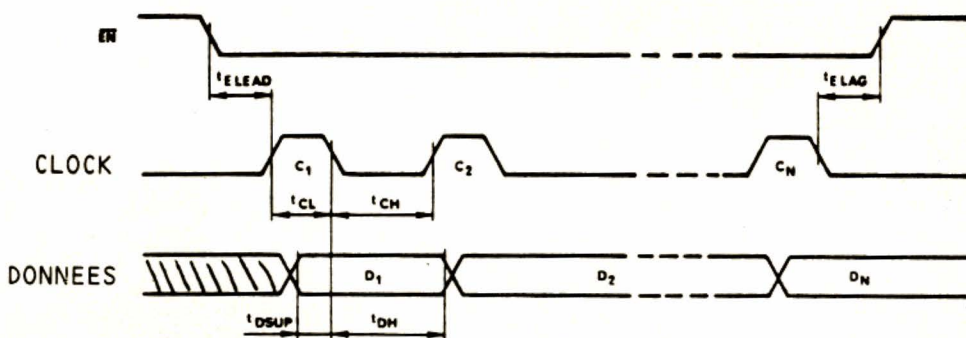 EN
tELEAD
tELAG
CLOCK
C1
C2
CN
tCL
tCH
DONNEES
D1
D2
DN
tDSUP
tDH